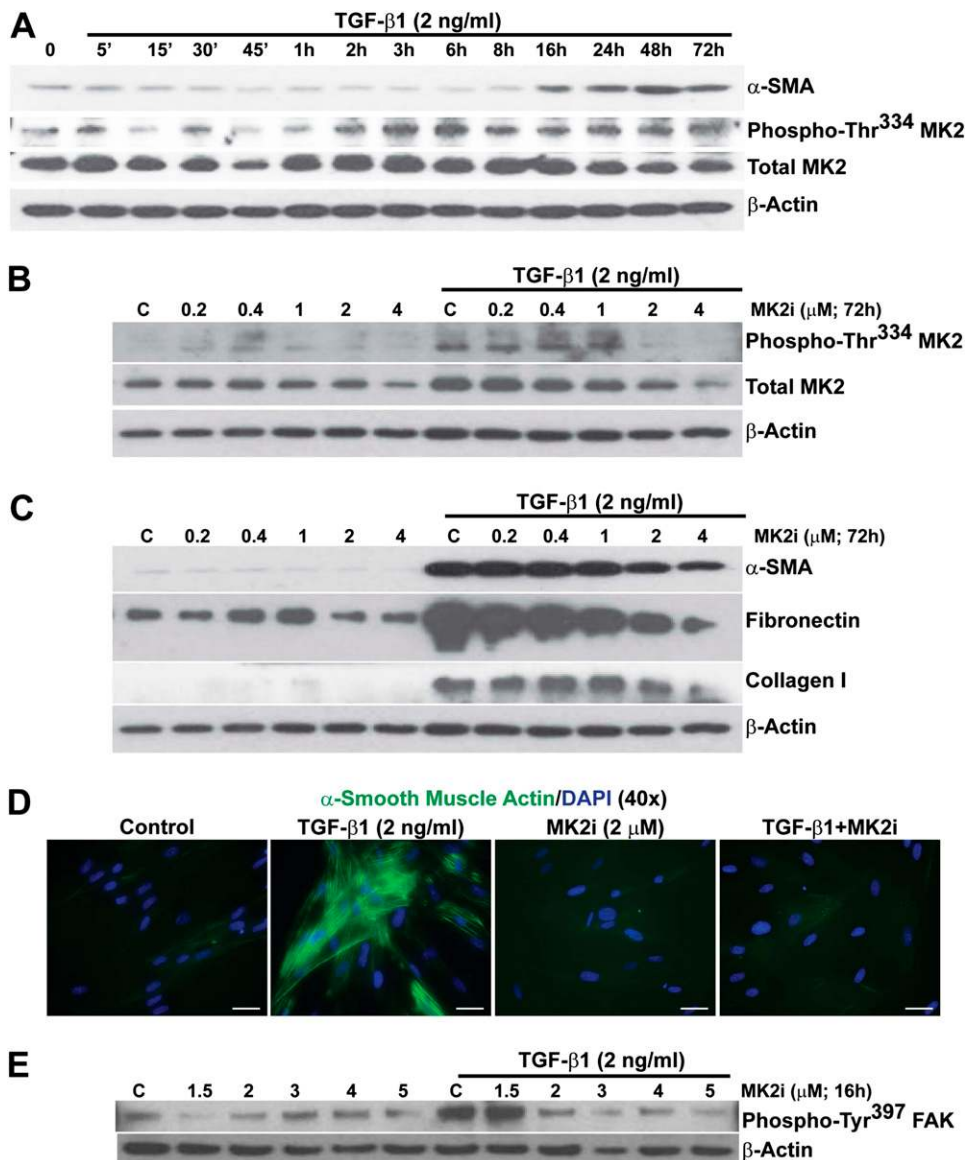 A
TGF-β1 (2 ng/ml)
0 5’ 15’ 30’ 45’ 1h 2h 3h 6h 8h 16h 24h 48h 72h
α-SMA
Phospho-Thr³³⁴ MK2
Total MK2
β-Actin
B
TGF-β1 (2 ng/ml)
C 0.2 0.4 1 2 4 C 0.2 0.4 1 2 4 MK2i (μM; 72h)
Phospho-Thr³³⁴ MK2
Total MK2
β-Actin
C
TGF-β1 (2 ng/ml)
C 0.2 0.4 1 2 4 C 0.2 0.4 1 2 4 MK2i (μM; 72h)
α-SMA
Fibronectin
Collagen I
β-Actin
D
α-Smooth Muscle Actin/DAPI (40x)
Control TGF-β1 (2 ng/ml) MK2i (2 μM) TGF-β1+MK2i
E
TGF-β1 (2 ng/ml)
C 1.5 2 3 4 5 C 1.5 2 3 4 5 MK2i (μM; 16h)
Phospho-Tyr³⁹⁷ FAK
β-Actin